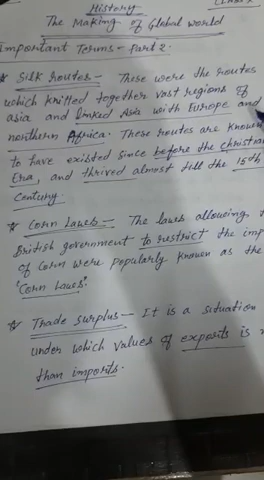 History
The Making of Global world
Important Terms - Part 2.
* Silk Routes - These were the routes
which knitted together vast regions of
asia and linked Asia with Europe and
northern Africa. These routes are known
to have existed since before the christian
Era, and thrived almost till the 15th
century.
* Corn Laws - The laws allowing
British government to restrict the imp
of Corn were popularly known as the
"Corn Laws".
* Trade Surplus - It is a situation
under which values of exports is
than imports.